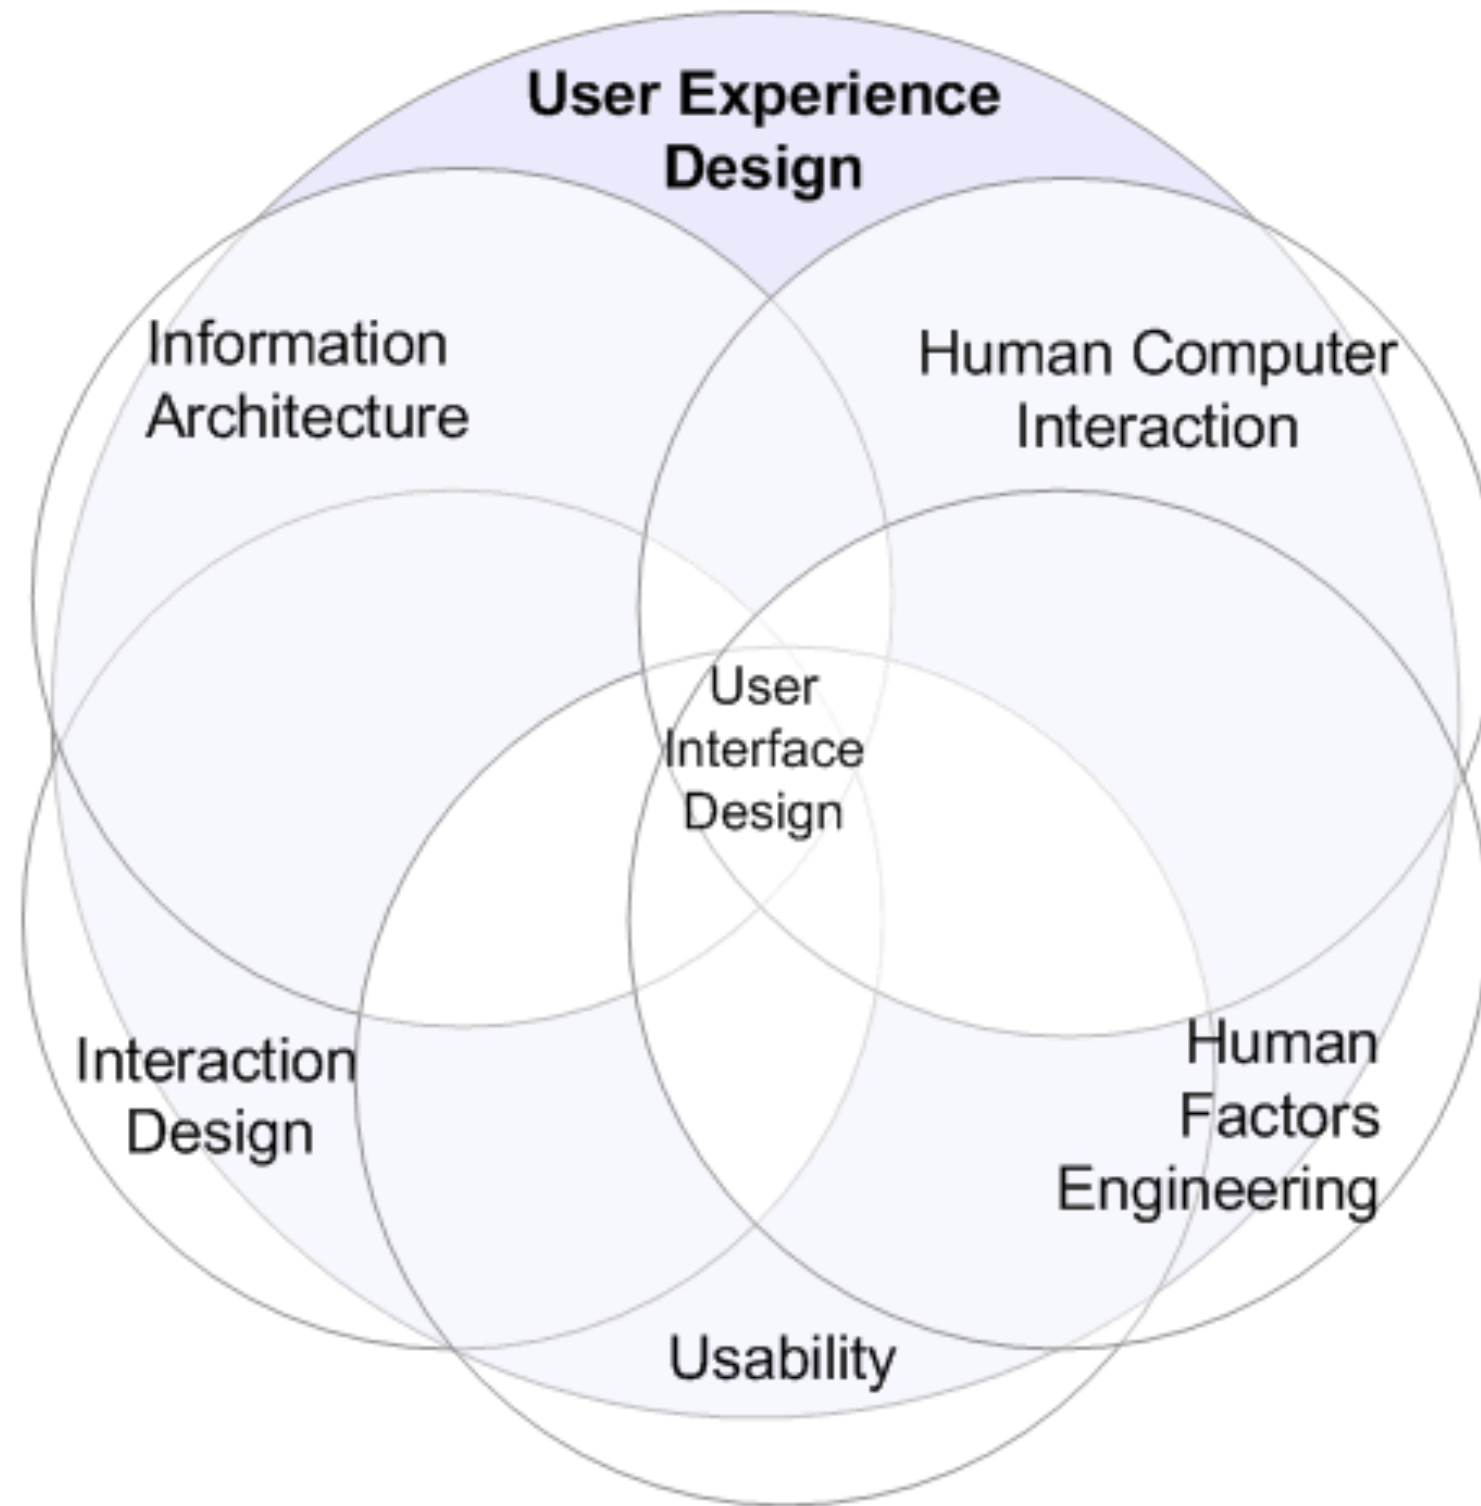 User Experience
Design
Information
Architecture
Human Computer
Interaction
User
Interface
Design
Interaction
Design
Human
Factors
Engineering
Usability